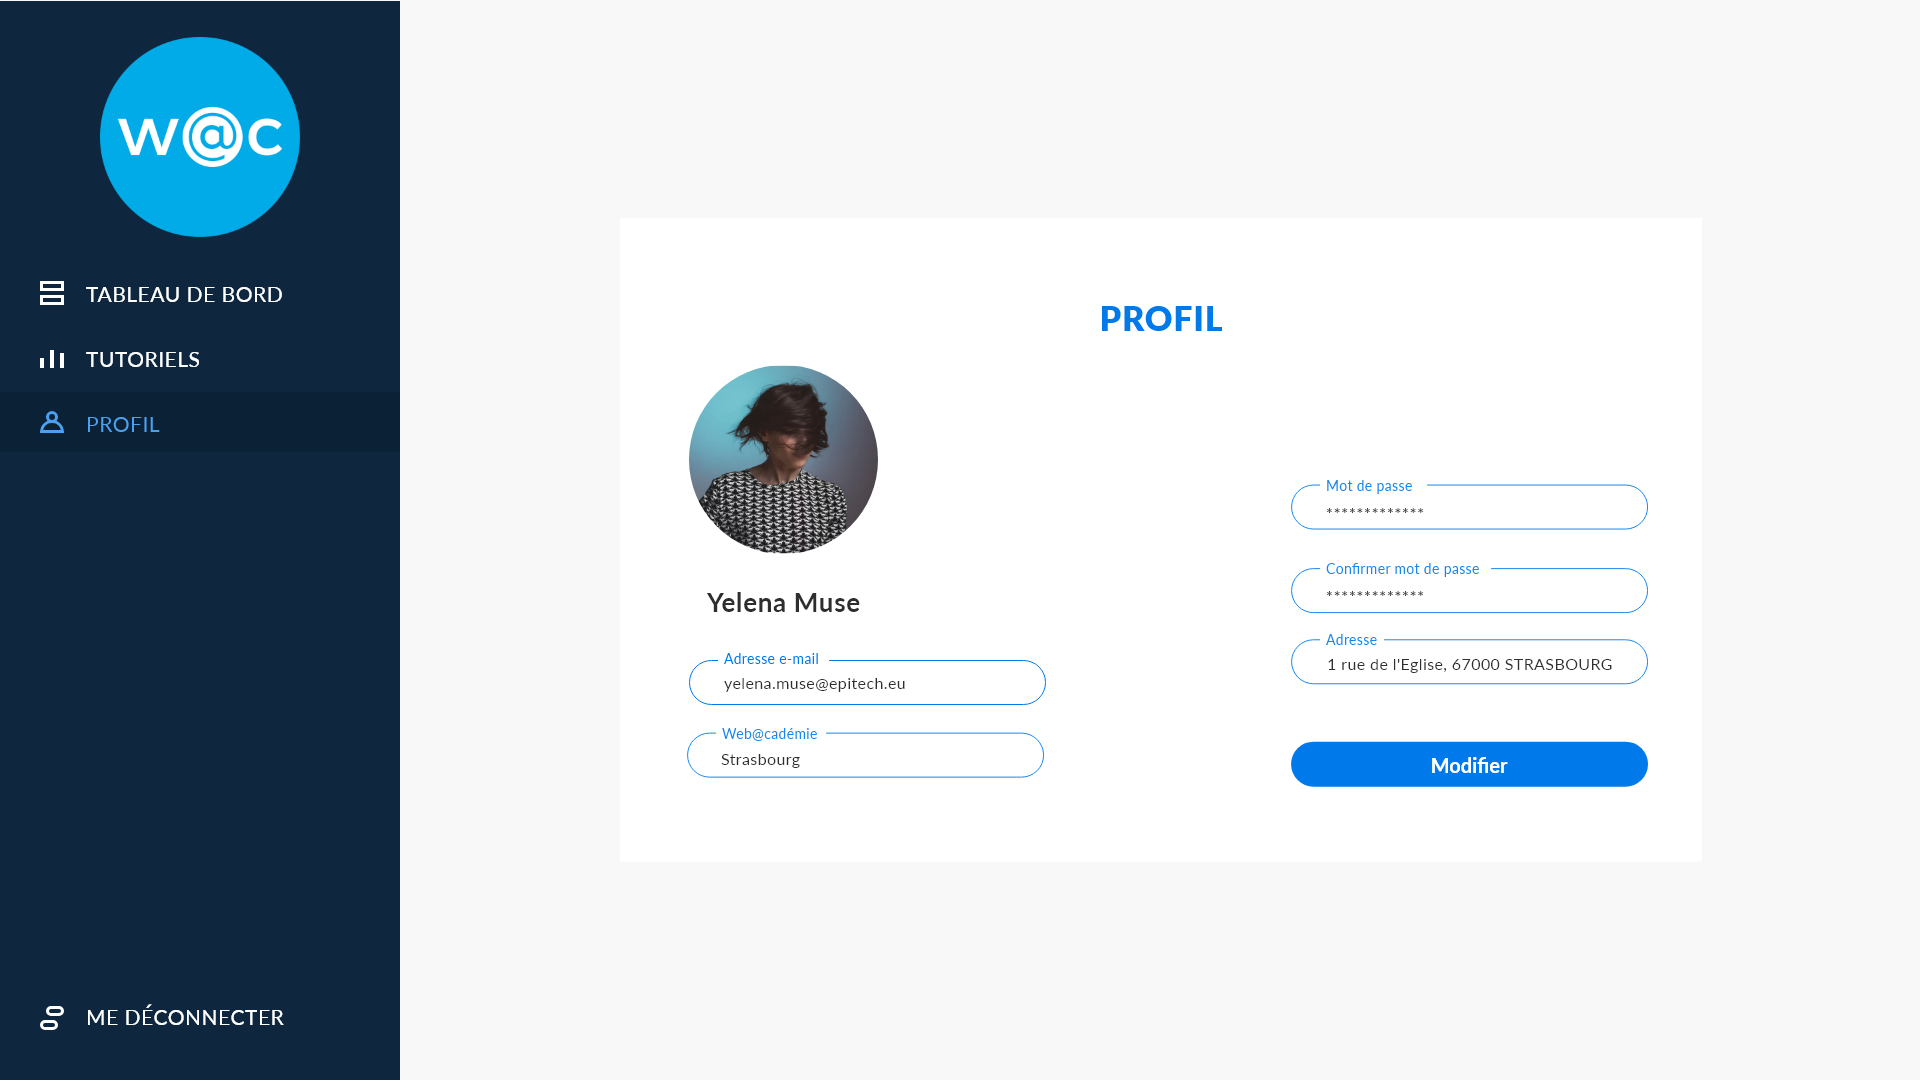 W@C
TABLEAU DE BORD
TUTORIELS
PROFIL
ME DÉCONNECTER
PROFIL
Yelena Muse
Adresse e-mail
yelena.muse@epitech.eu
Web@cadémie
Strasbourg
Mot de passe
*************
Confirmer mot de passe
*************
Adresse
1 rue de l'Eglise, 67000 STRASBOURG
Modifier